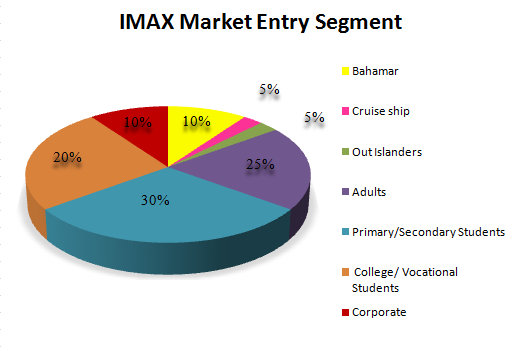 IMAX Market Entry Segment
5%
Bahamar
5%
Cruise ship
10%
10%
Out Islanders
20%
25%
Adults
30%
Primary/Secondary Students
College/ Vocational
Students
Corporate